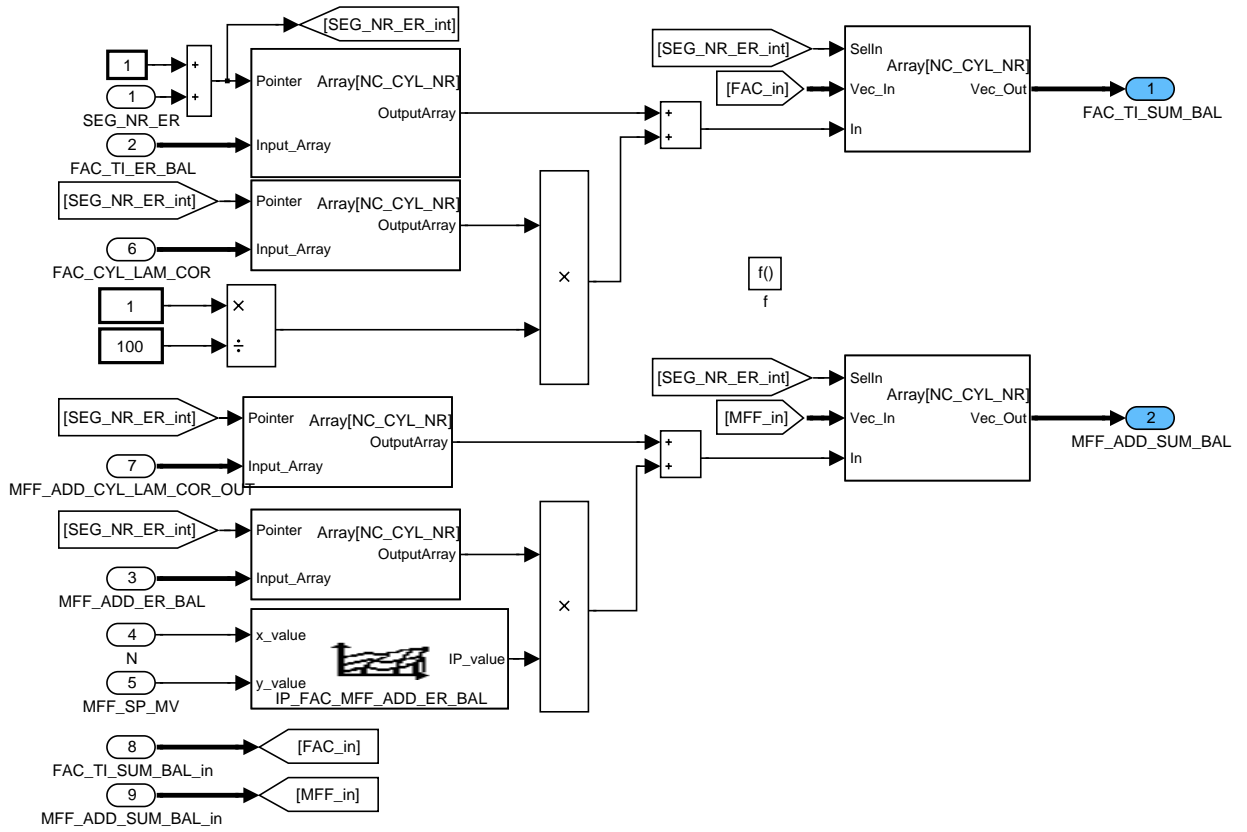 [SEG_NR_ER_int]
1
+
+
1
SEG_NR_ER
2
FAC_TI_ER_BAL
Pointer
Array[NC_CYL_NR]
OutputArray
Input_Array
[SEG_NR_ER_int]
6
FAC_CYL_LAM_COR
Pointer
Array[NC_CYL_NR]
OutputArray
Input_Array
1
100
×
÷
×
+
+
[SEG_NR_ER_int]
[FAC_in]
SelIn
Array[NC_CYL_NR]
Vec_In
Vec_Out
In
1
FAC_TI_SUM_BAL
f()
f
[SEG_NR_ER_int]
7
MFF_ADD_CYL_LAM_COR_OUT
Pointer
Array[NC_CYL_NR]
OutputArray
Input_Array
[SEG_NR_ER_int]
3
MFF_ADD_ER_BAL
Pointer
Array[NC_CYL_NR]
OutputArray
Input_Array
4
N
5
MFF_SP_MV
x_value
IP_value
y_value
IP_FAC_MFF_ADD_ER_BAL
×
+
+
[SEG_NR_ER_int]
[MFF_in]
SelIn
Array[NC_CYL_NR]
Vec_In
Vec_Out
In
2
MFF_ADD_SUM_BAL
8
FAC_TI_SUM_BAL_in
[FAC_in]
9
MFF_ADD_SUM_BAL_in
[MFF_in]